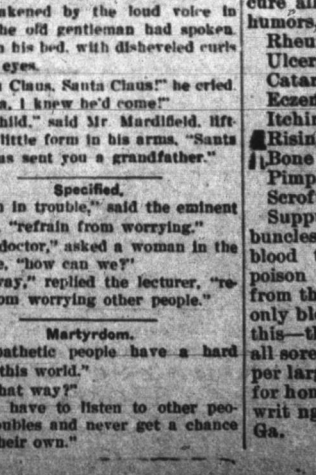 akened by the loud voice in
he old gentleman had spoken.
his bed, with disheveled curls
eyes.
Claus, Santa Claus!" he cried.
a, I knew he'd come!"
hild," said Mr. Mardifield, lift-
little form in his arms, "Santa
as sent you a grandfather."
Specified.
n in trouble," said the eminent
"refrain from worrying."
doctor," asked a woman in the
e, "how can we?"
way," replied the lecturer, "re-
om worrying other people."
Martyrdom.
pathetic people have a hard
this world."
hat way?"
have to listen to other peo-
oubles and never get a chance
heir own."
cure all
humors,
Rheu
Ulcer
Catar
Eczem
Itchin
Risin
Bone
Pimp
Scrof
Supp
buncles
blood
poison
from th
only blo
this—th
all sore
per larg
for hom
writ ng
Ga.